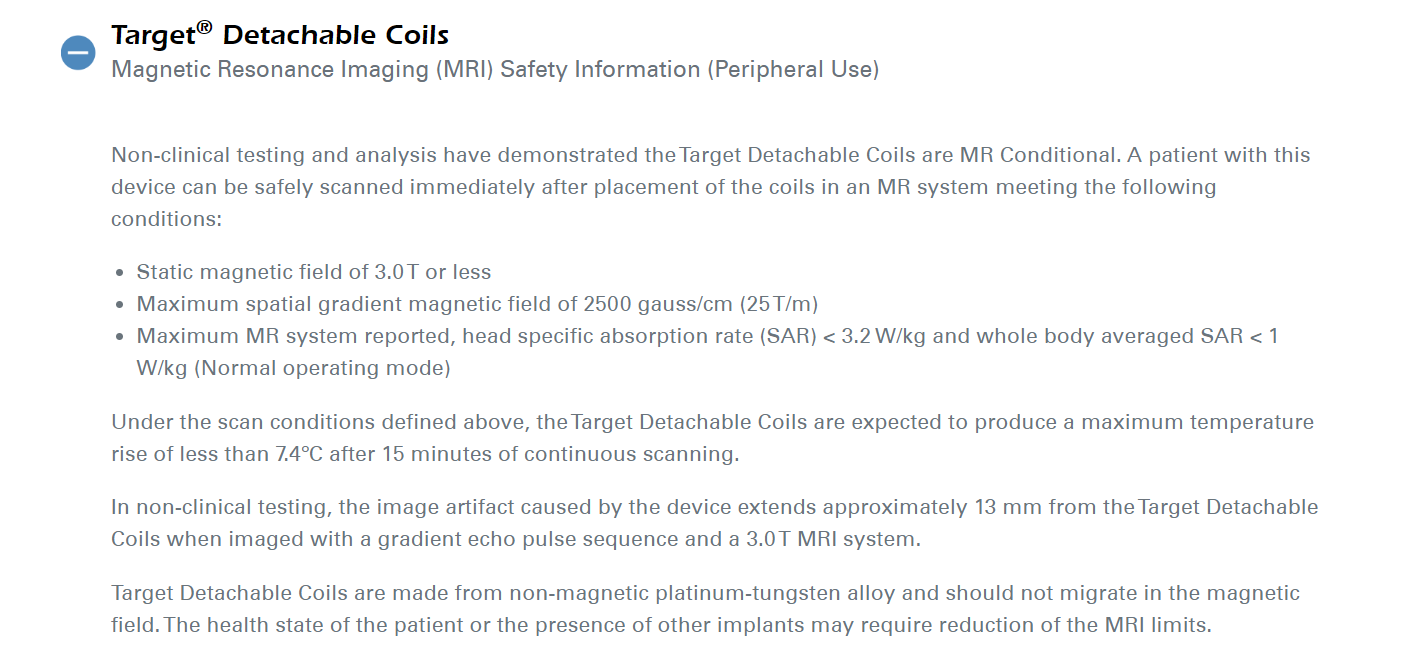 Target® Detachable Coils
Magnetic Resonance Imaging (MRI) Safety Information (Peripheral Use)
Non-clinical testing and analysis have demonstrated the Target Detachable Coils are MR Conditional. A patient with this
device can be safely scanned immediately after placement of the coils in an MR system meeting the following
conditions:
• Static magnetic field of 3.0 T or less
• Maximum spatial gradient magnetic field of 2500 gauss/cm (25 T/m)
• Maximum MR system reported, head specific absorption rate (SAR) < 3.2 W/kg and whole body averaged SAR < 1
W/kg (Normal operating mode)
Under the scan conditions defined above, the Target Detachable Coils are expected to produce a maximum temperature
rise of less than 7.4°C after 15 minutes of continuous scanning.
In non-clinical testing, the image artifact caused by the device extends approximately 13 mm from the Target Detachable
Coils when imaged with a gradient echo pulse sequence and a 3.0 T MRI system.
Target Detachable Coils are made from non-magnetic platinum-tungsten alloy and should not migrate in the magnetic
field. The health state of the patient or the presence of other implants may require reduction of the MRI limits.